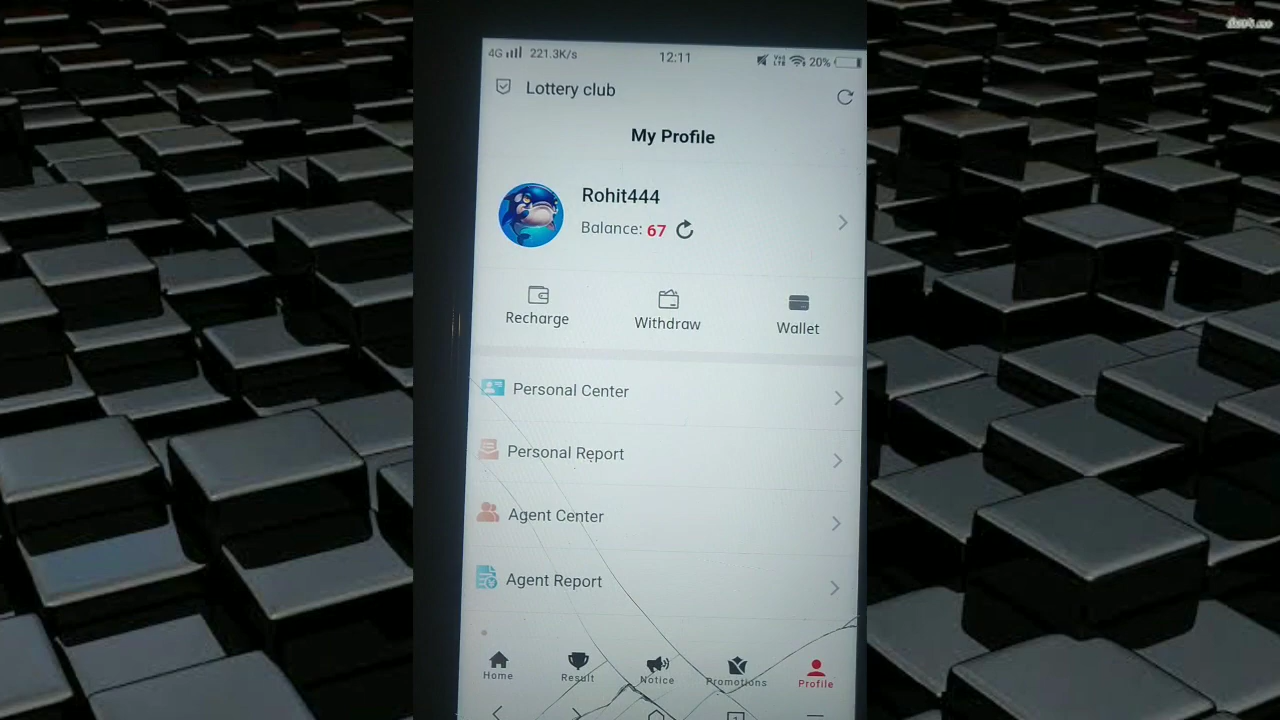 4G 221.3K/s 12:11 20%
Lottery club
My Profile
Rohit444
Balance: 67
Recharge Withdraw Wallet
Personal Center
Personal Report
Agent Center
Agent Report
Home Result Notice Promotions Profile
1